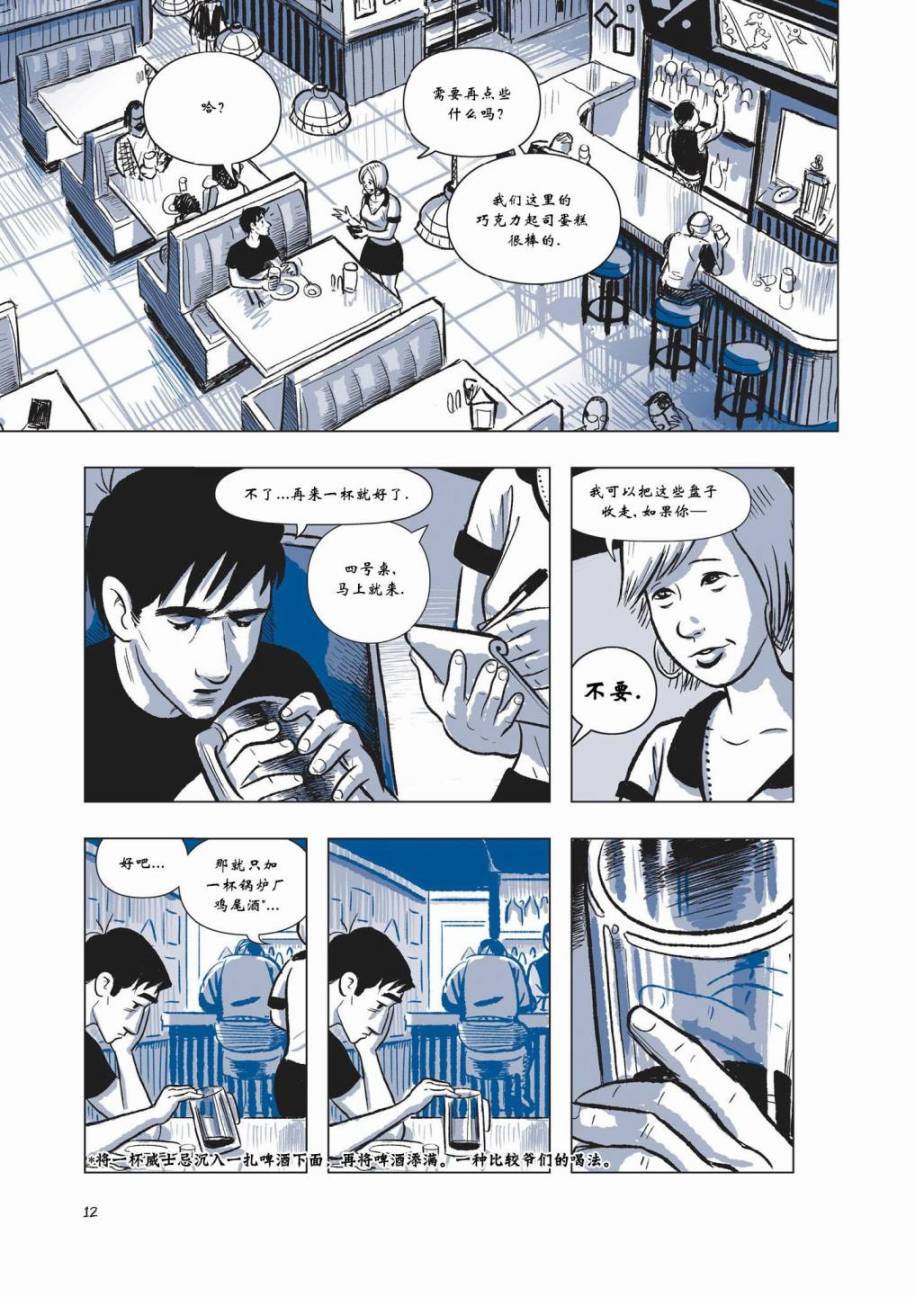 需要再点些
什么吗?
哈?
我们这里的
巧克力起司蛋糕
很棒的.
不了...再来一杯就好了.
四号桌,
马上就来.
我可以把这些盘子
收走,如果你—
不要.
好吧...
那就只加
一杯锅炉厂
鸡尾酒*...
*将一杯威士忌沉入一扎啤酒下面,再将啤酒添满。一种比较爷们的喝法。
12